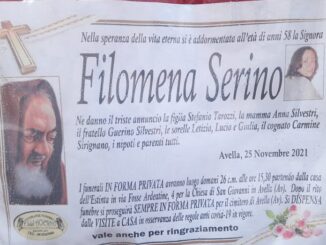 Nella speranza della vita eterna si è addormentata all'età di anni 58 la Signora
Filomena Serino
Ne danno il triste annuncio la figlia Stefania Tarozzi, la mamma Anna Silvestri,
il fratello Guerino Silvestri, le sorelle Letizia, Lucia e Giulia, il cognato Carmine
Sirignano, i nipoti e parenti tutti.
Avella, 25 Novembre 2021
I funerali IN FORMA PRIVATA avranno luogo domani 26 c.m. alle ore 15,30 partendo dalla casa
dell'Estinta in via Fosse Ardeatine, 4 per la Chiesa di San Giovanni in Avella (Av). Dopo il rito
funebre si proseguirà SEMPRE IN FORMA PRIVATA per il cimitero di Avella (Av). Si DISPENSA
dalle VISITE A CASA in osservanza delle regole anti covid-19 in vigore.
vale anche per ringraziamento